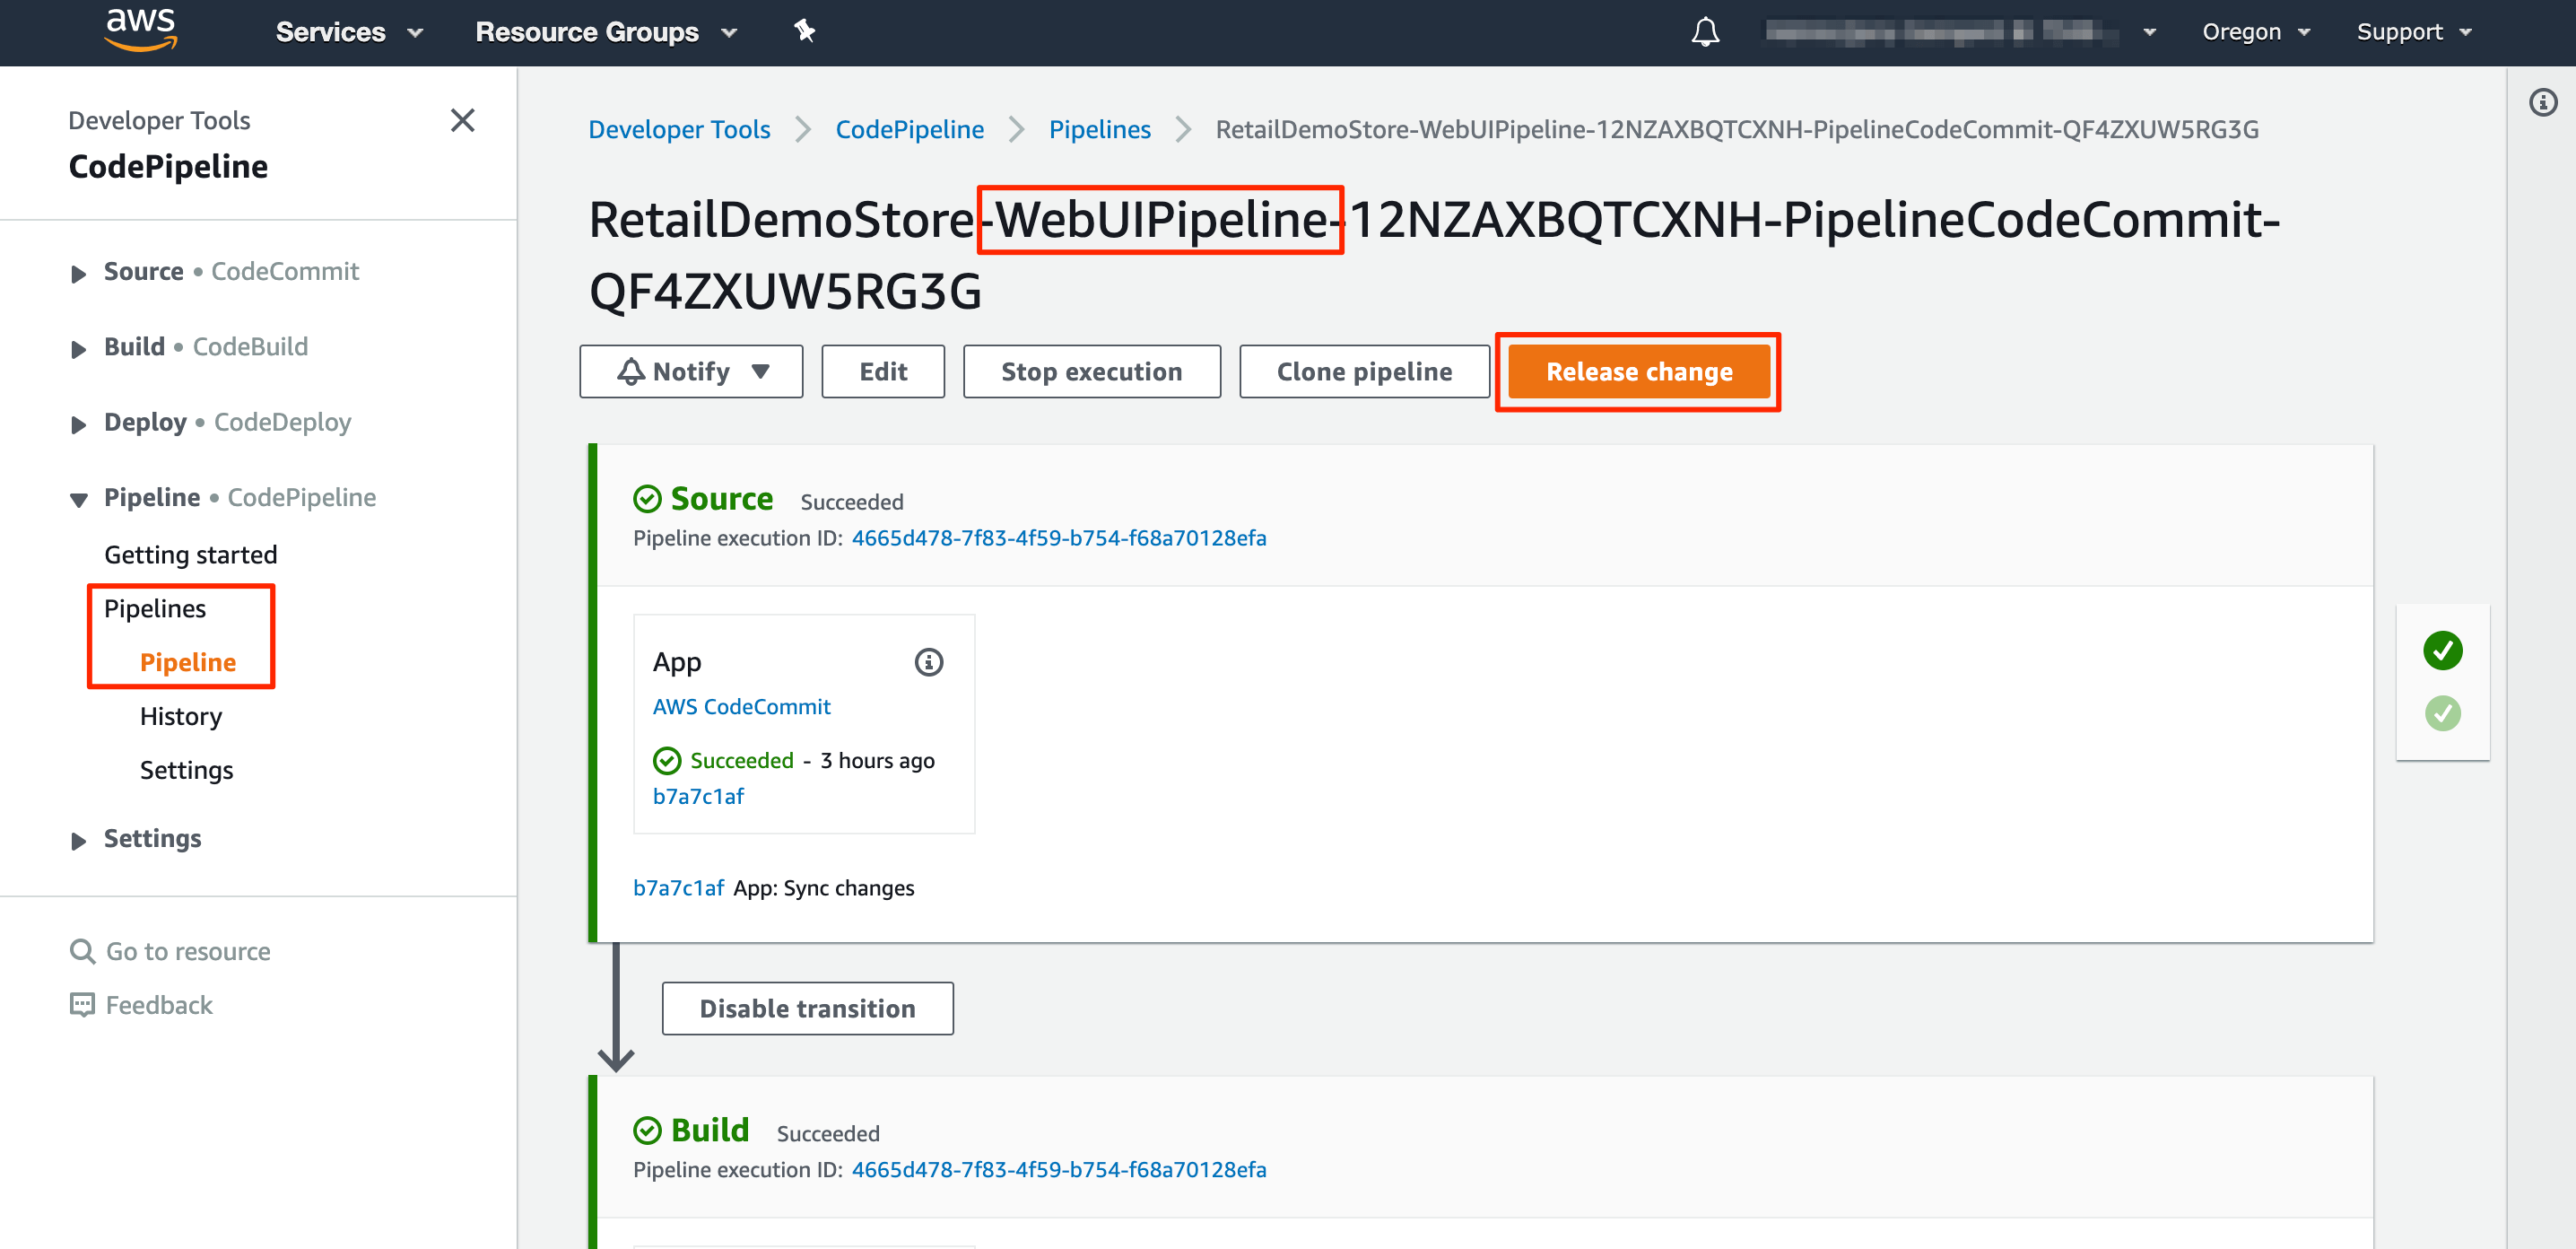 aws Services Resource Groups Oregon Support
Developer Tools
CodePipeline
Source • CodeCommit
Build • CodeBuild
Deploy • CodeDeploy
Pipeline • CodePipeline
Getting started
Pipelines
Pipeline
History
Settings
Settings
Go to resource
Feedback
Developer Tools CodePipeline Pipelines RetailDemoStore-WebUIPipeline-12NZAXBQTCXNH-PipelineCodeCommit-QF4ZXUW5RG3G
RetailDemoStore-WebUIPipeline-12NZAXBQTCXNH-PipelineCodeCommit-
QF4ZXUW5RG3G
Notify Edit Stop execution Clone pipeline Release change
Source Succeeded
Pipeline execution ID: 4665d478-7f83-4f59-b754-f68a70128efa
App
AWS CodeCommit
Succeeded - 3 hours ago
b7a7c1af
b7a7c1af App: Sync changes
Disable transition
Build Succeeded
Pipeline execution ID: 4665d478-7f83-4f59-b754-f68a70128efa